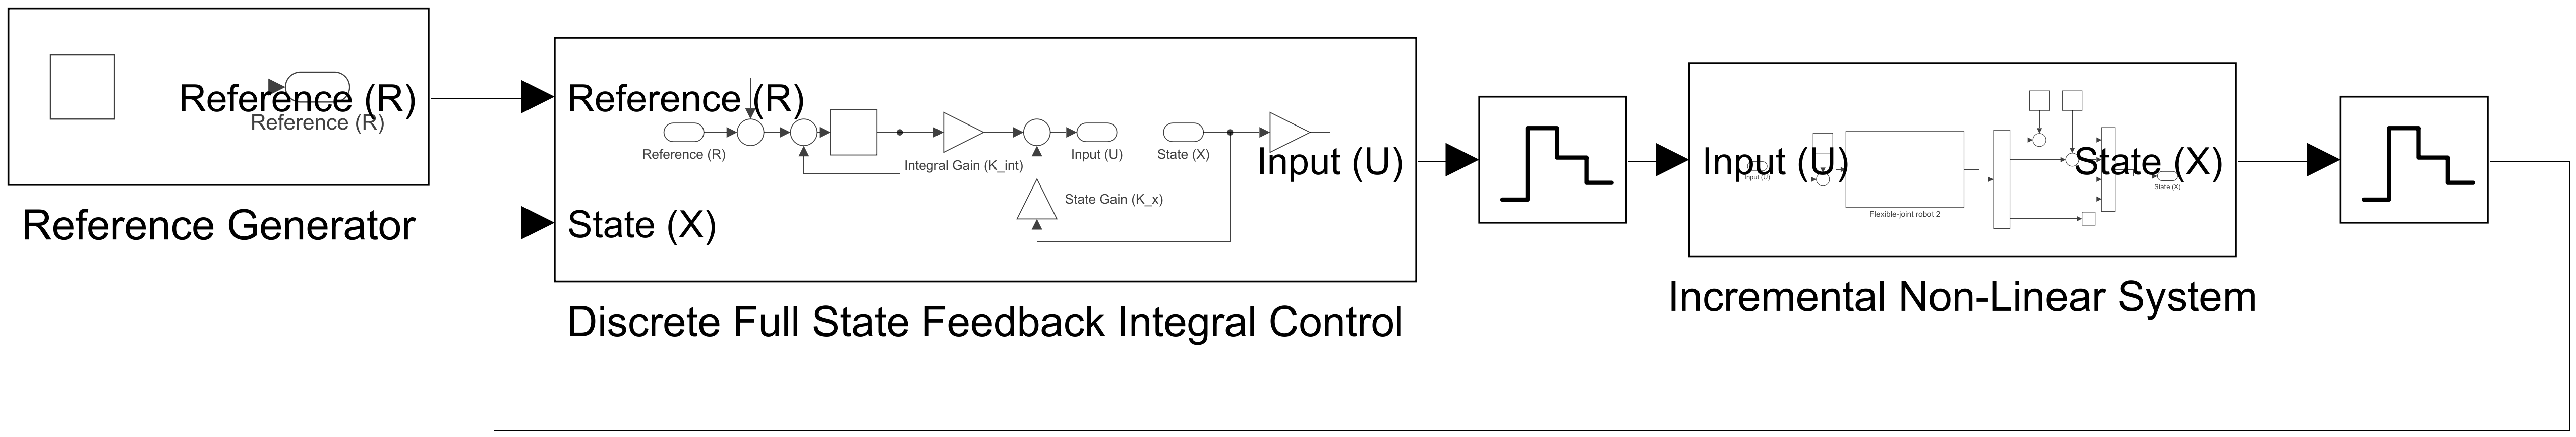 Reference (R)
Reference (R)
Reference Generator
Reference (R)
State (X)
Reference (R)
Integral Gain (K_int)
Input (U)
State (X)
State Gain (K_x)
Input (U)
Discrete Full State Feedback Integral Control
Input (U)
Input (U)
Flexible-joint robot 2
State (X)
State (X)
Incremental Non-Linear System